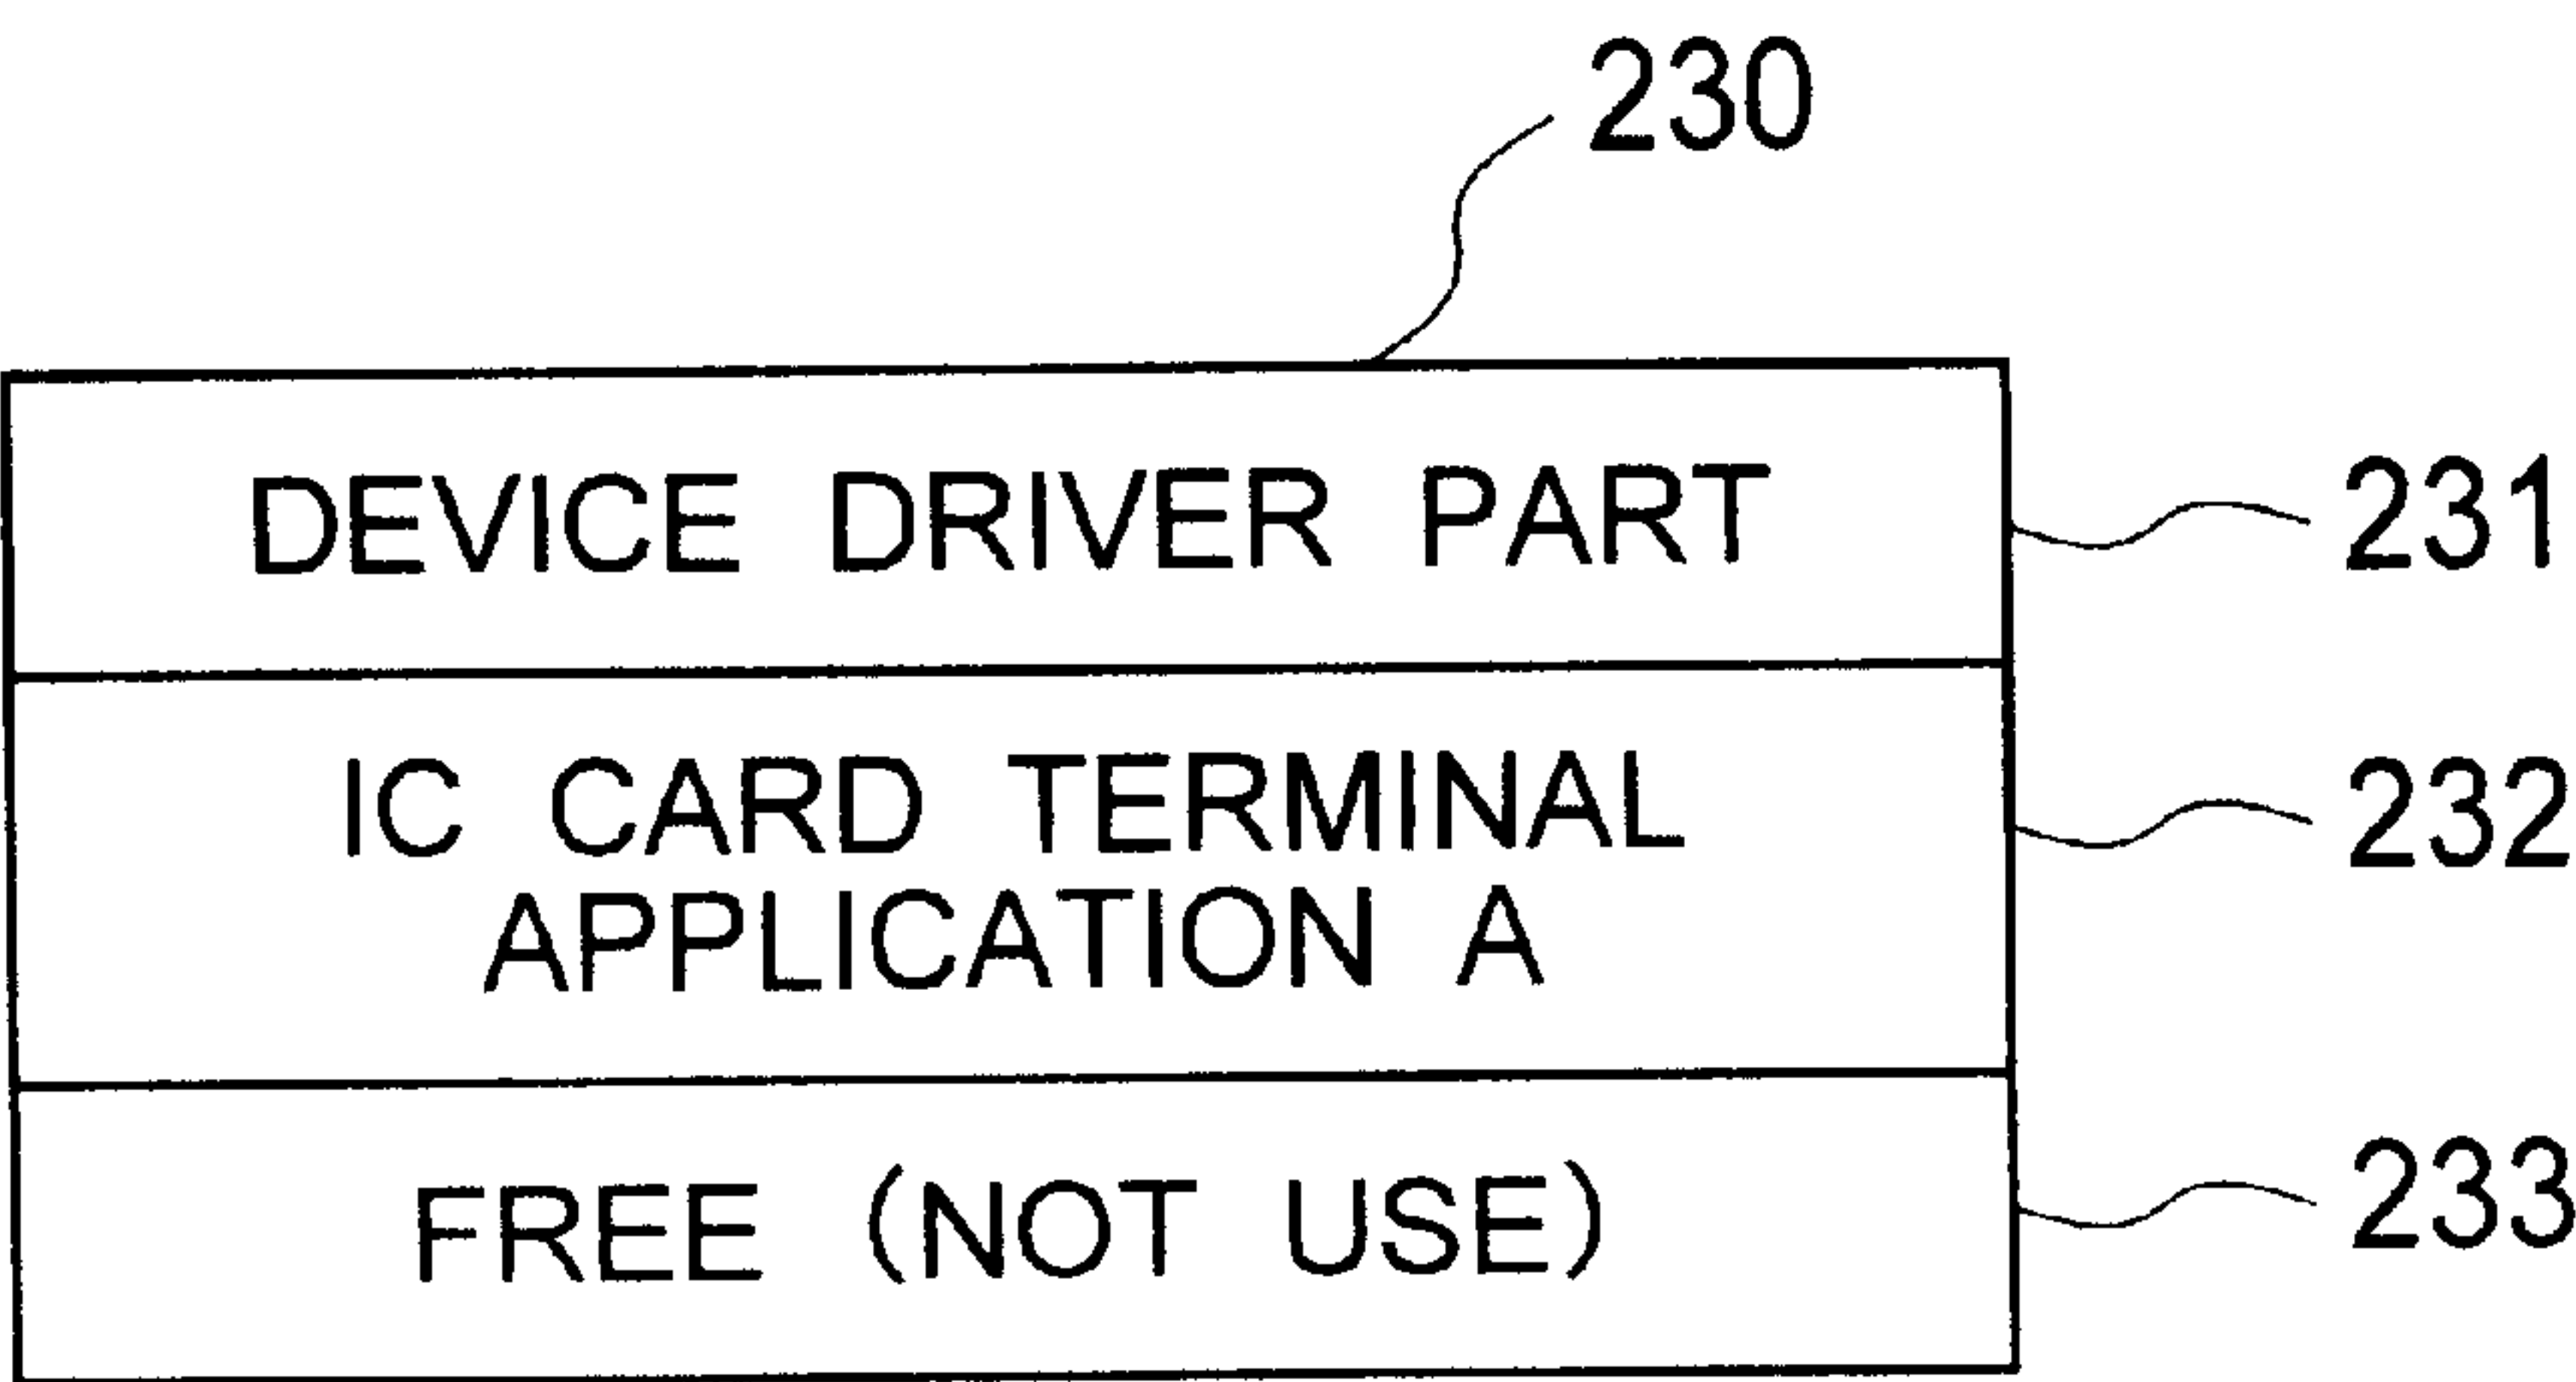 230
DEVICE DRIVER PART 231
IC CARD TERMINAL 232
APPLICATION A
FREE (NOT USE) 233